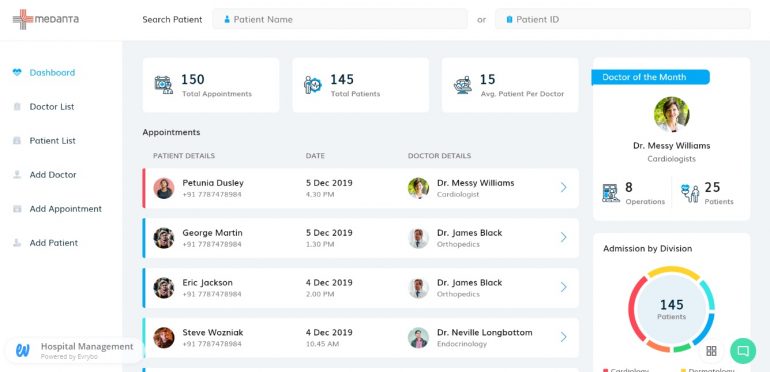 medanta
Search Patient
Patient Name
or
Patient ID
Dashboard
Doctor List
Patient List
Add Doctor
Add Appointment
Add Patient
150
Total Appointments
145
Total Patients
15
Avg. Patient Per Doctor
Appointments
PATIENT DETAILS DATE DOCTOR DETAILS
Petunia Dusley 5 Dec 2019 Dr. Messy Williams
+91 7787478984 4.30 PM Cardiologist
George Martin 5 Dec 2019 Dr. James Black
+91 7787478984 1.30 PM Orthopedics
Eric Jackson 4 Dec 2019 Dr. James Black
+91 7787478984 2.00 PM Orthopedics
Steve Wozniak 4 Dec 2019 Dr. Neville Longbottom
+91 7787478984 10.45 AM Endocrinology
Doctor of the Month
Dr. Messy Williams
Cardiologists
8
Operations
25
Patients
Admission by Division
145
Patients
Cardiology Dermatology
Hospital Management
Powered by Evrybo